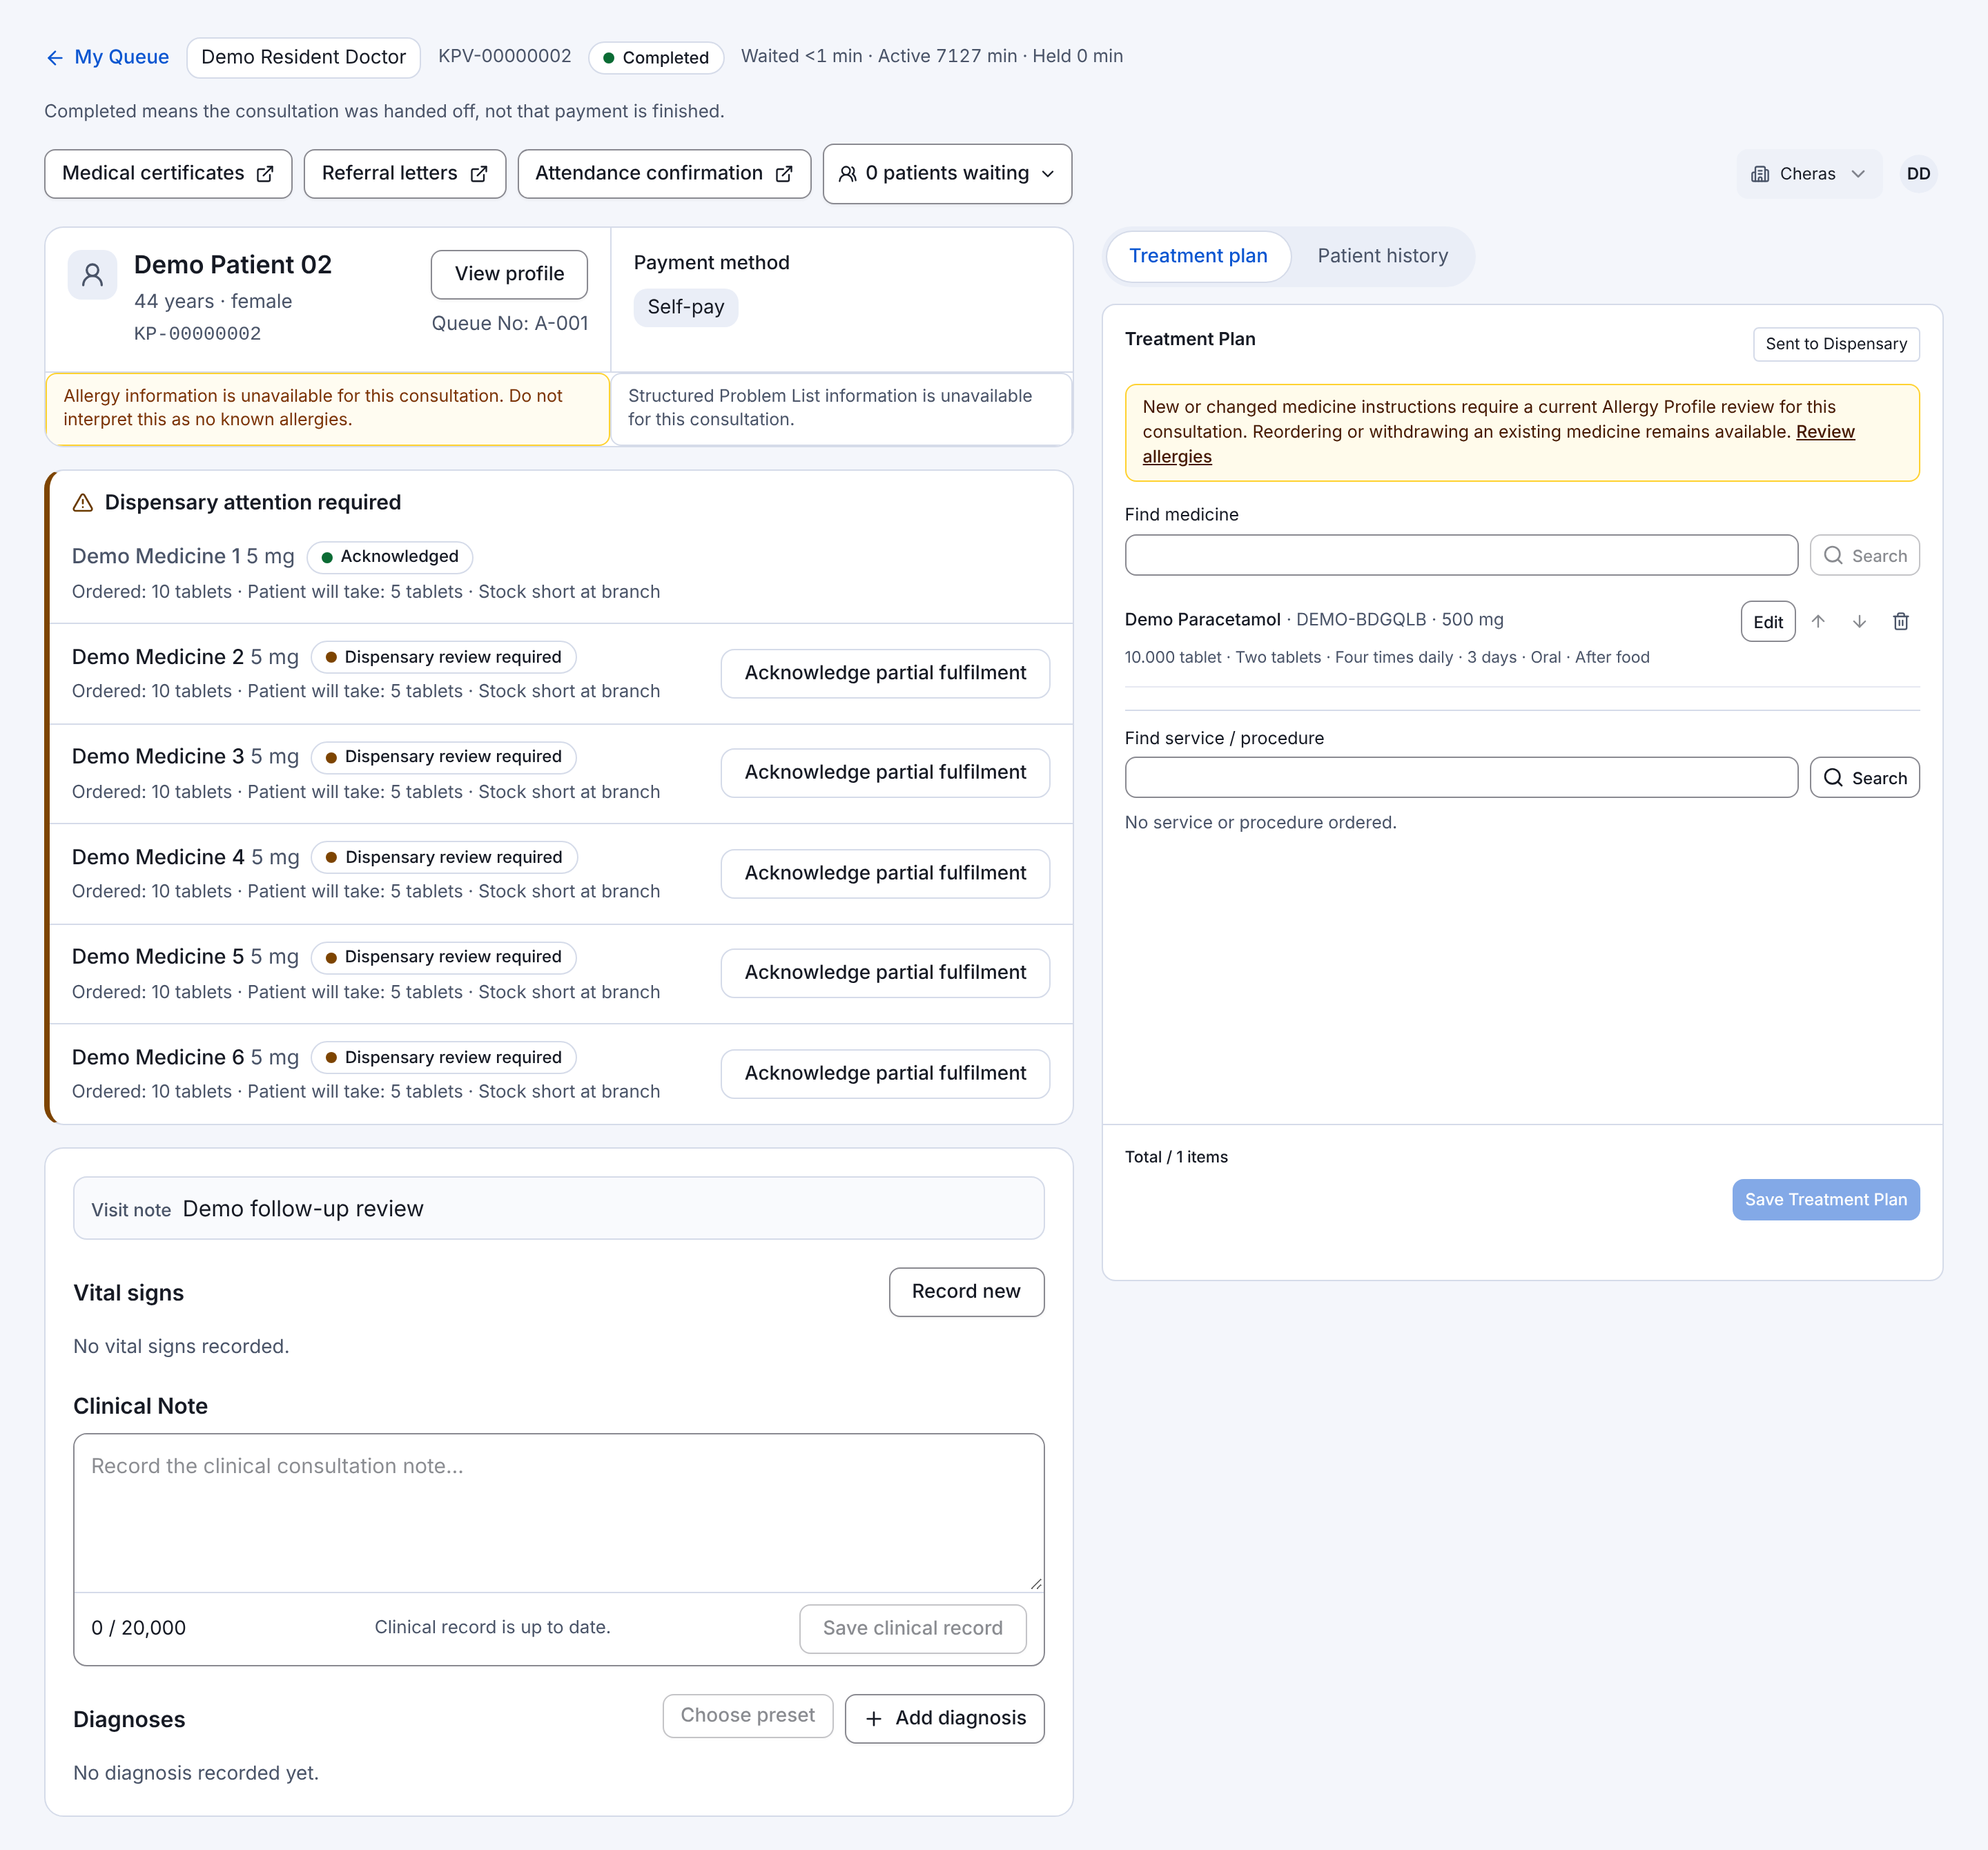 My Queue
Demo Resident Doctor
KPV-00000002
Completed
Waited <1 min · Active 7127 min · Held 0 min
Completed means the consultation was handed off, not that payment is finished.
Medical certificates
Referral letters
Attendance confirmation
0 patients waiting
Cheras
DD
Demo Patient 02
44 years · female
KP-00000002
View profile
Queue No: A-001
Payment method
Self-pay
Allergy information is unavailable for this consultation. Do not
interpret this as no known allergies.
Structured Problem List information is unavailable
for this consultation.
Dispensary attention required
Demo Medicine 1 5 mg
Acknowledged
Ordered: 10 tablets · Patient will take: 5 tablets · Stock short at branch
Demo Medicine 2 5 mg
Dispensary review required
Ordered: 10 tablets · Patient will take: 5 tablets · Stock short at branch
Acknowledge partial fulfilment
Demo Medicine 3 5 mg
Dispensary review required
Ordered: 10 tablets · Patient will take: 5 tablets · Stock short at branch
Acknowledge partial fulfilment
Demo Medicine 4 5 mg
Dispensary review required
Ordered: 10 tablets · Patient will take: 5 tablets · Stock short at branch
Acknowledge partial fulfilment
Demo Medicine 5 5 mg
Dispensary review required
Ordered: 10 tablets · Patient will take: 5 tablets · Stock short at branch
Acknowledge partial fulfilment
Demo Medicine 6 5 mg
Dispensary review required
Ordered: 10 tablets · Patient will take: 5 tablets · Stock short at branch
Acknowledge partial fulfilment
Visit note Demo follow-up review
Vital signs
Record new
No vital signs recorded.
Clinical Note
Record the clinical consultation note...
0 / 20,000
Clinical record is up to date.
Save clinical record
Diagnoses
Choose preset
Add diagnosis
No diagnosis recorded yet.
Treatment plan
Patient history
Treatment Plan
Sent to Dispensary
New or changed medicine instructions require a current Allergy Profile review for this
consultation. Reordering or withdrawing an existing medicine remains available. Review
allergies
Find medicine
Search
Demo Paracetamol · DEMO-BDGQLB · 500 mg
Edit
10.000 tablet · Two tablets · Four times daily · 3 days · Oral · After food
Find service / procedure
Search
No service or procedure ordered.
Total / 1 items
Save Treatment Plan